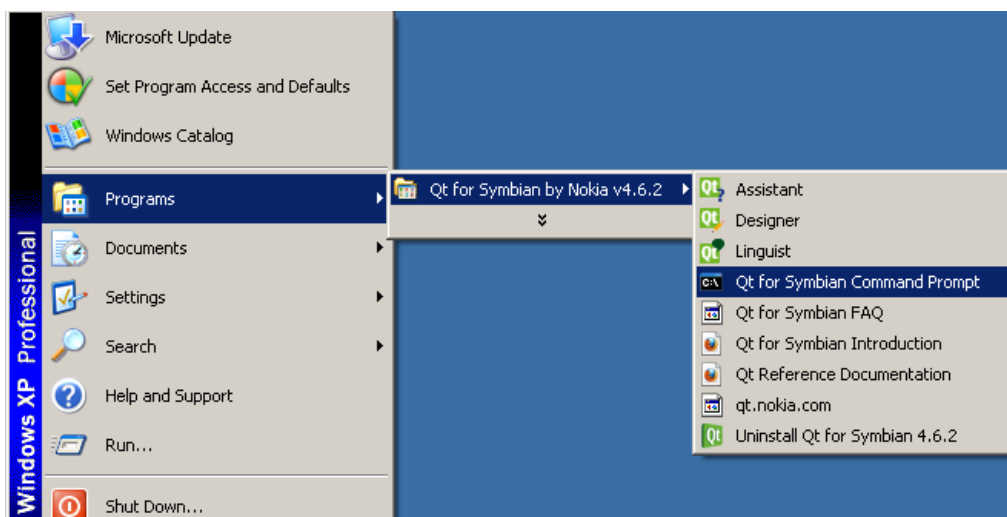 Microsoft Update
Set Program Access and Defaults
Windows Catalog
Programs
Documents
Settings
Search
Help and Support
Run...
Shut Down...
Windows XP Professional
Qt for Symbian by Nokia v4.6.2
Assistant
Designer
Linguist
Qt for Symbian Command Prompt
Qt for Symbian FAQ
Qt for Symbian Introduction
Qt Reference Documentation
qt.nokia.com
Uninstall Qt for Symbian 4.6.2